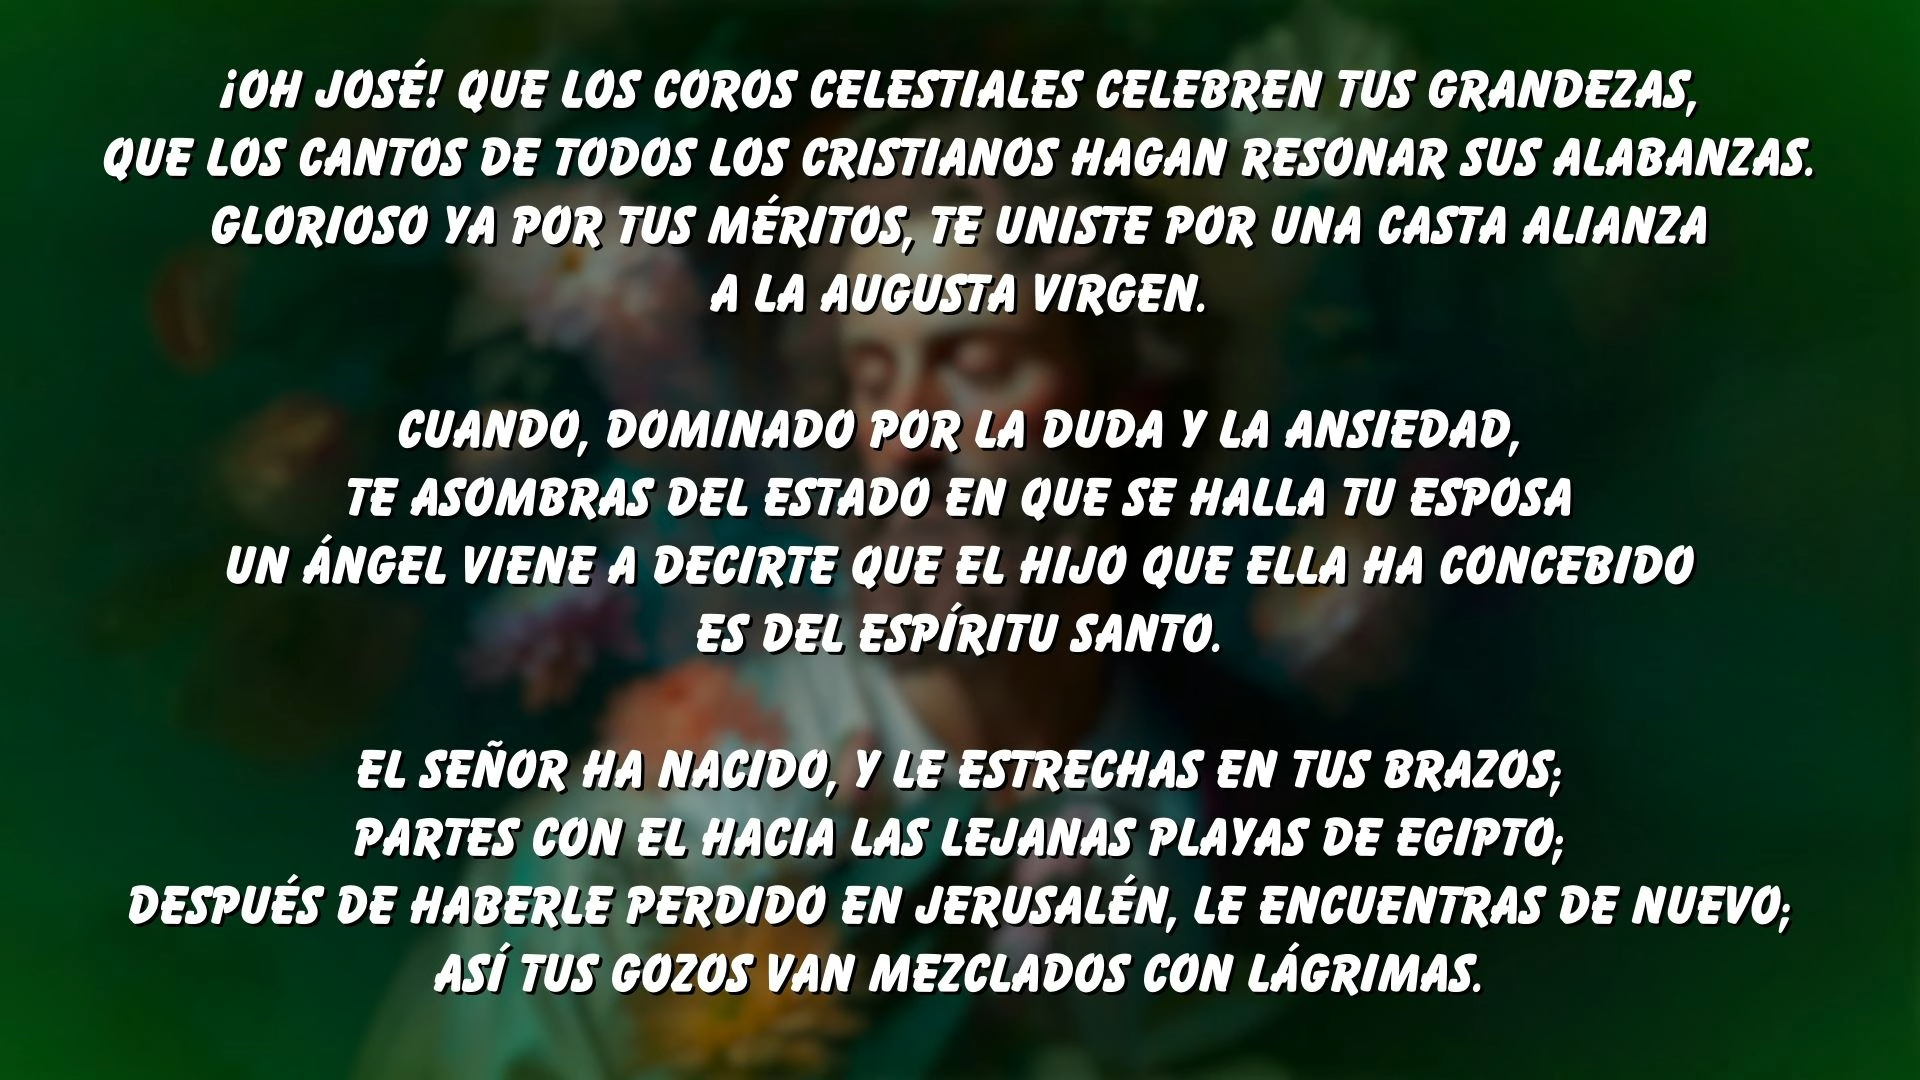 ¡OH JOSÉ! QUE LOS COROS CELESTIALES CELEBREN TUS GRANDEZAS,
QUE LOS CANTOS DE TODOS LOS CRISTIANOS HAGAN RESONAR SUS ALABANZAS.
GLORIOSO YA POR TUS MÉRITOS, TE UNISTE POR UNA CASTA ALIANZA
A LA AUGUSTA VIRGEN.
CUANDO, DOMINADO POR LA DUDA Y LA ANSIEDAD,
TE ASOMBRAS DEL ESTADO EN QUE SE HALLA TU ESPOSA
UN ÁNGEL VIENE A DECIRTE QUE EL HIJO QUE ELLA HA CONCEBIDO
ES DEL ESPÍRITU SANTO.
EL SEÑOR HA NACIDO, Y LE ESTRECHAS EN TUS BRAZOS;
PARTES CON EL HACIA LAS LEJANAS PLAYAS DE EGIPTO;
DESPUÉS DE HABERLE PERDIDO EN JERUSALÉN, LE ENCUENTRAS DE NUEVO;
ASÍ TUS GOZOS VAN MEZCLADOS CON LÁGRIMAS.